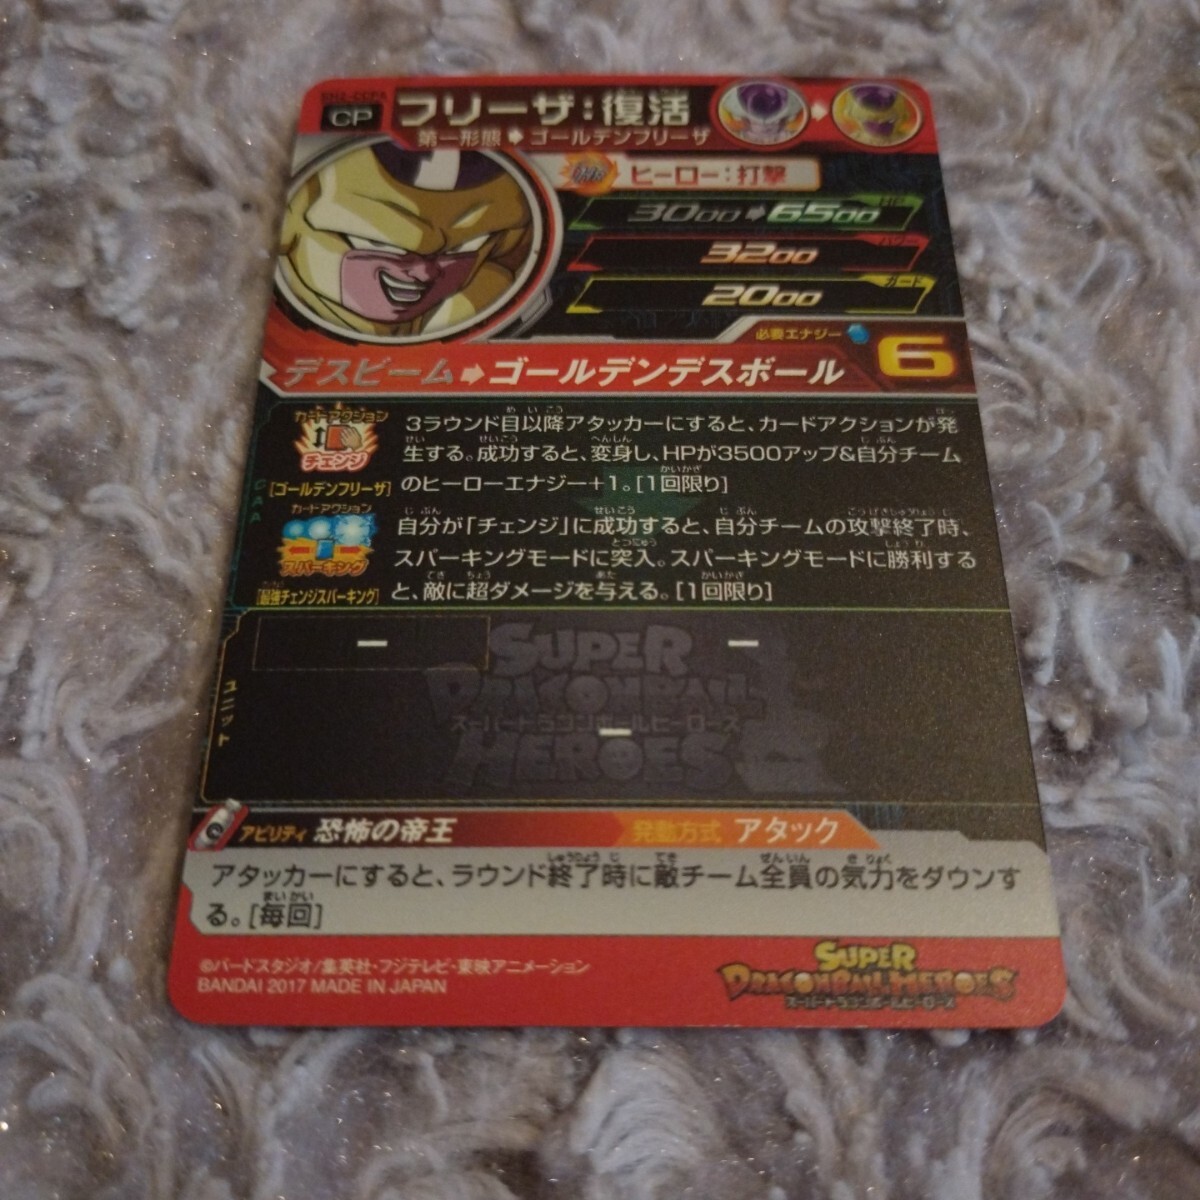 CP
フリーザ:復活
第一形態➡ゴールデンフリーザ
ヒーロー:打撃
HP
3000➡6500
パワー
3200
ガード
2000
必要エナジー
6
デスビーム➡ゴールデンデスボール
CAA
カードアクション
チェンジ
[ゴールデンフリーザ]
3ラウンド目以降アタッカーにすると、カードアクションが発
生する。成功すると、変身し、HPが3500アップ&自分チーム
のヒーローエナジー+1。[1回限り]
カードアクション
スパーキング
[最強チェンジスパーキング]
自分が「チェンジ」に成功すると、自分チームの攻撃終了時、
スパーキングモードに突入。スパーキングモードに勝利する
と、敵に超ダメージを与える。[1回限り]
ユニット
ー
ー
ー
SUPER
DRAGONBALL
スーパードラゴンボールヒーローズ
HEROES
アビリティ 恐怖の帝王
発動方式 アタック
アタッカーにすると、ラウンド終了時に敵チーム全員の気力をダウンす
る。[毎回]
©バードスタジオ/集英社・フジテレビ・東映アニメーション
BANDAI 2017 MADE IN JAPAN
SUPER
DRAGONBALL HEROES
スーパードラゴンボールヒーローズ